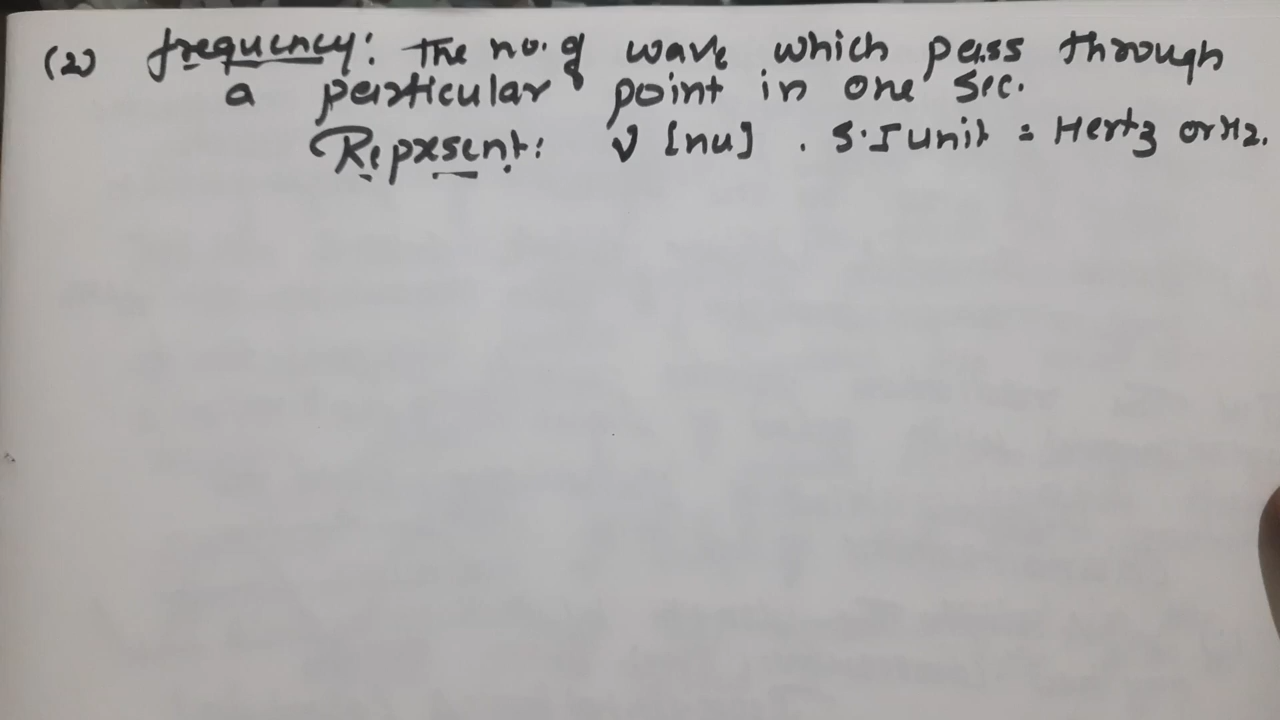 (2) frequency: The no. of wave which pass through
a particular point in one sec.
Represent: ν [nu] . S.I unit = Hertz or Hz.